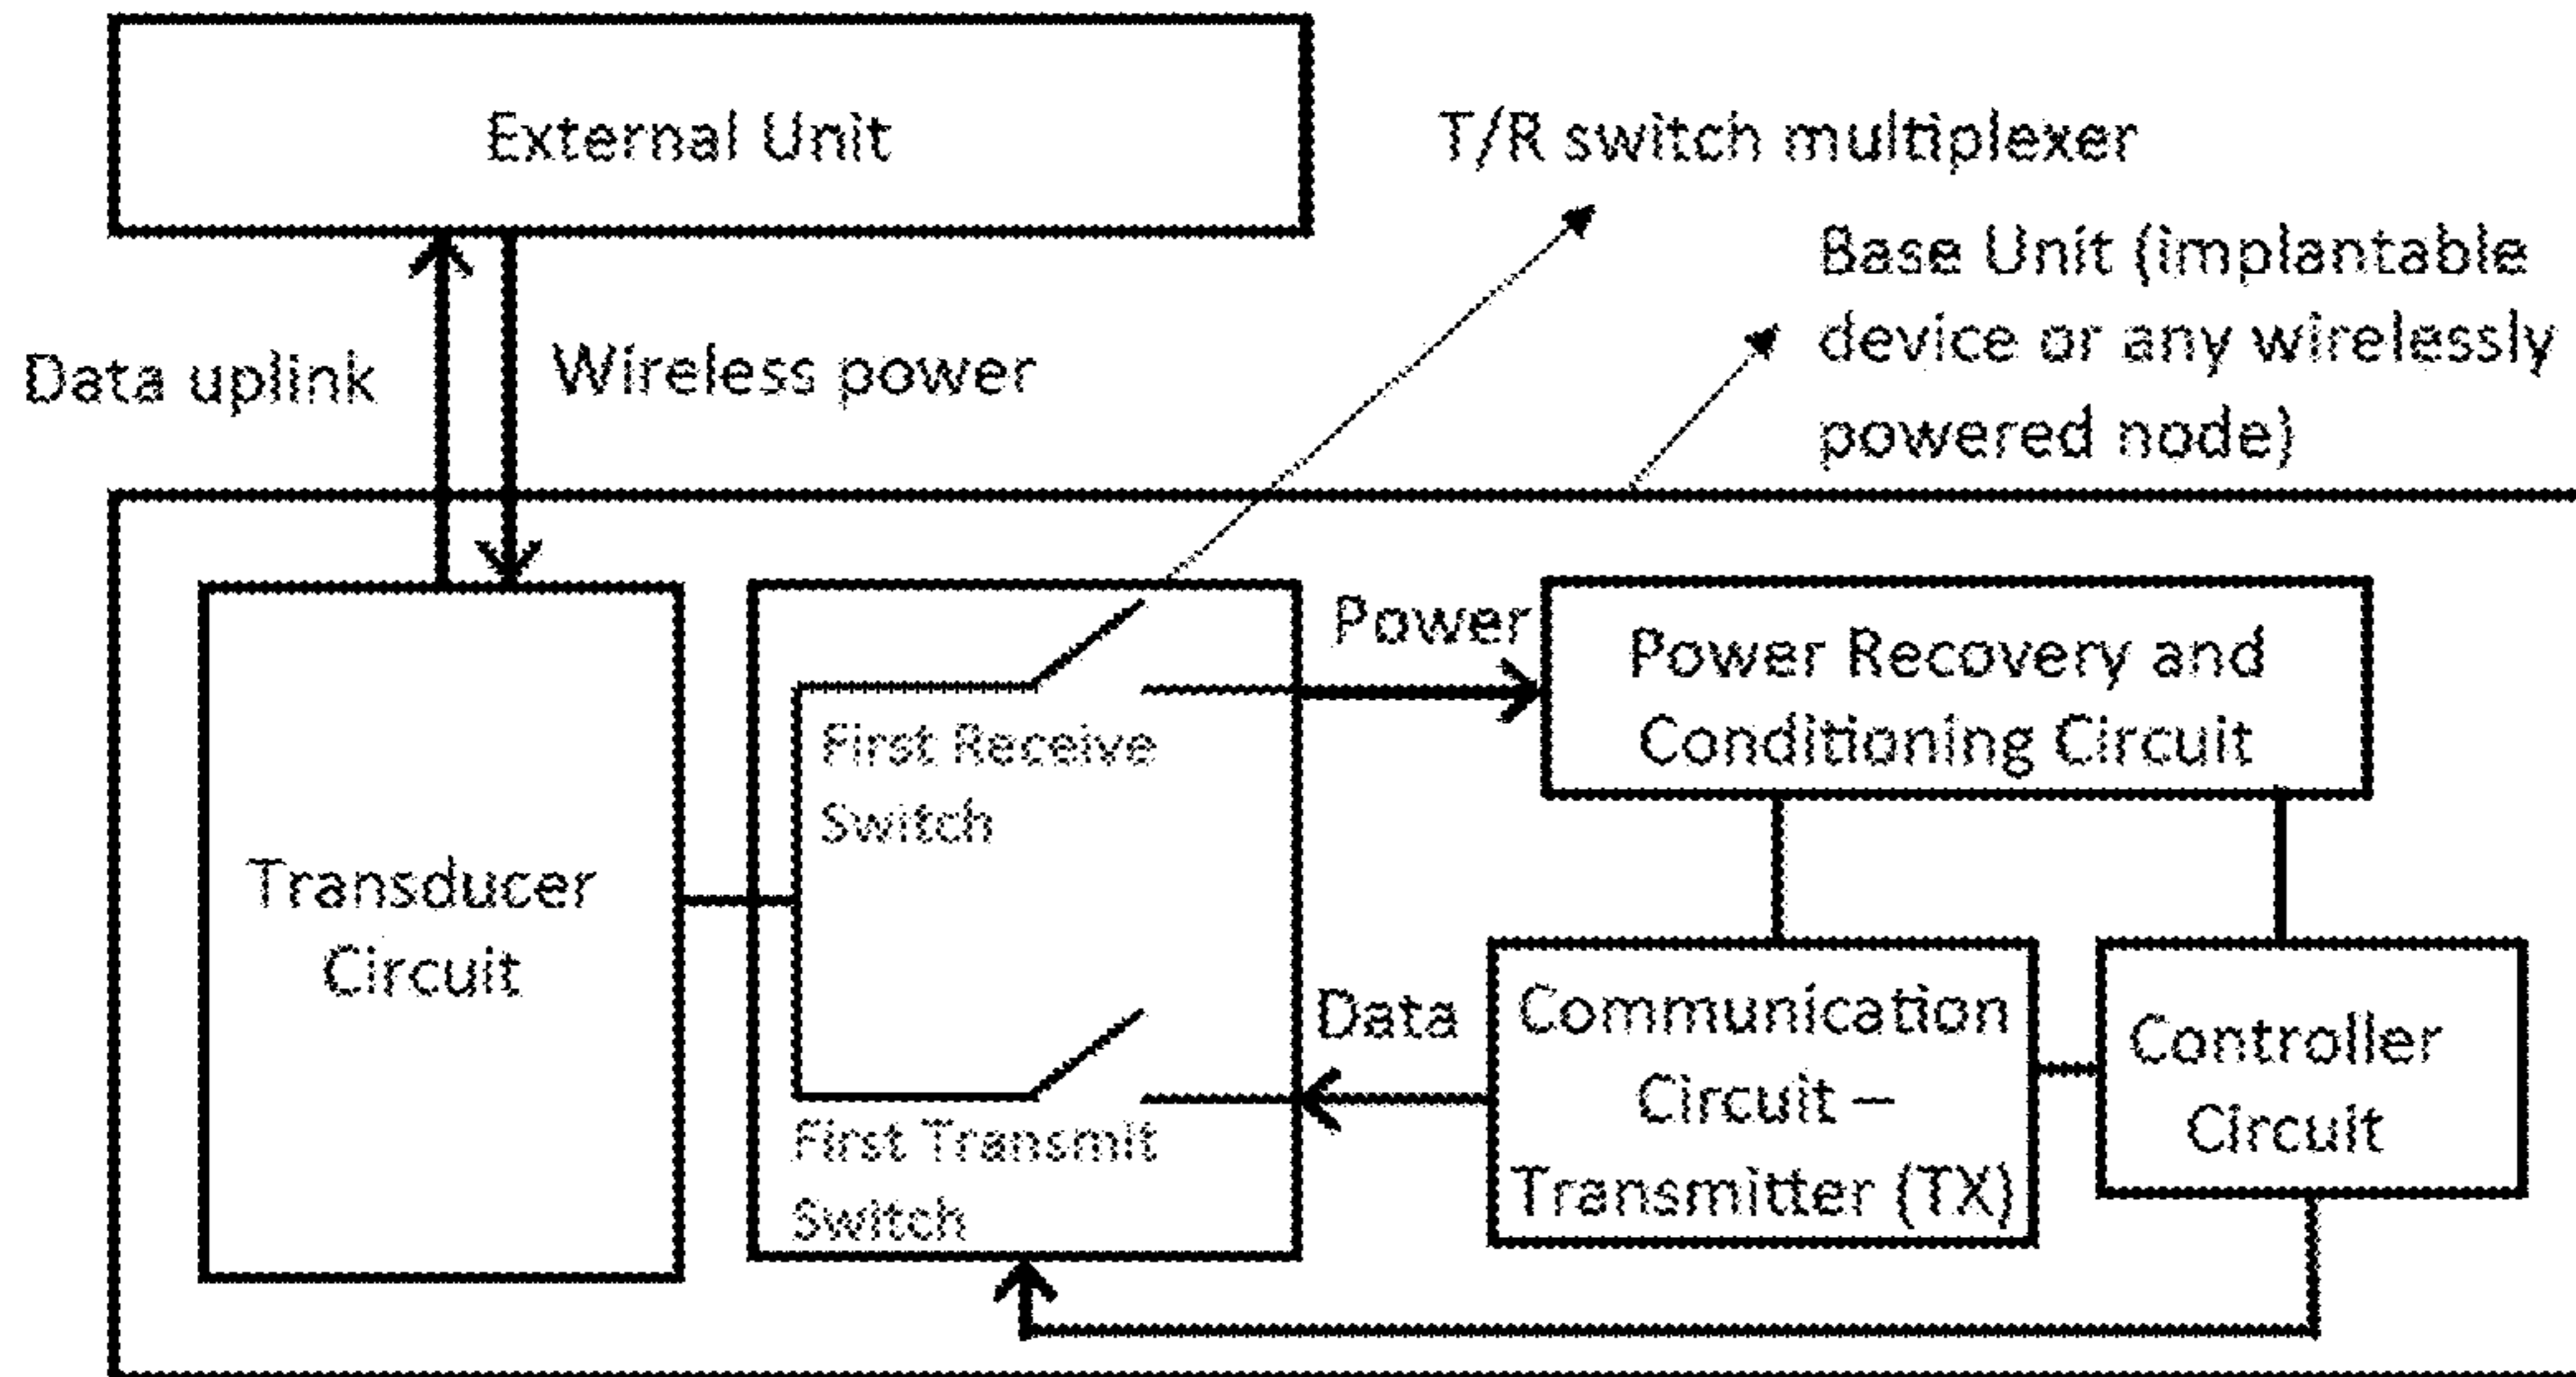 External Unit
T/R switch multiplexer
Base Unit (implantable
device or any wirelessly
powered node)
Data uplink
Wireless power
Power
Power Recovery and
Conditioning Circuit
First Receive
Switch
Transducer
Circuit
Data
Communication
Circuit –
Transmitter (TX)
Controller
Circuit
First Transmit
Switch